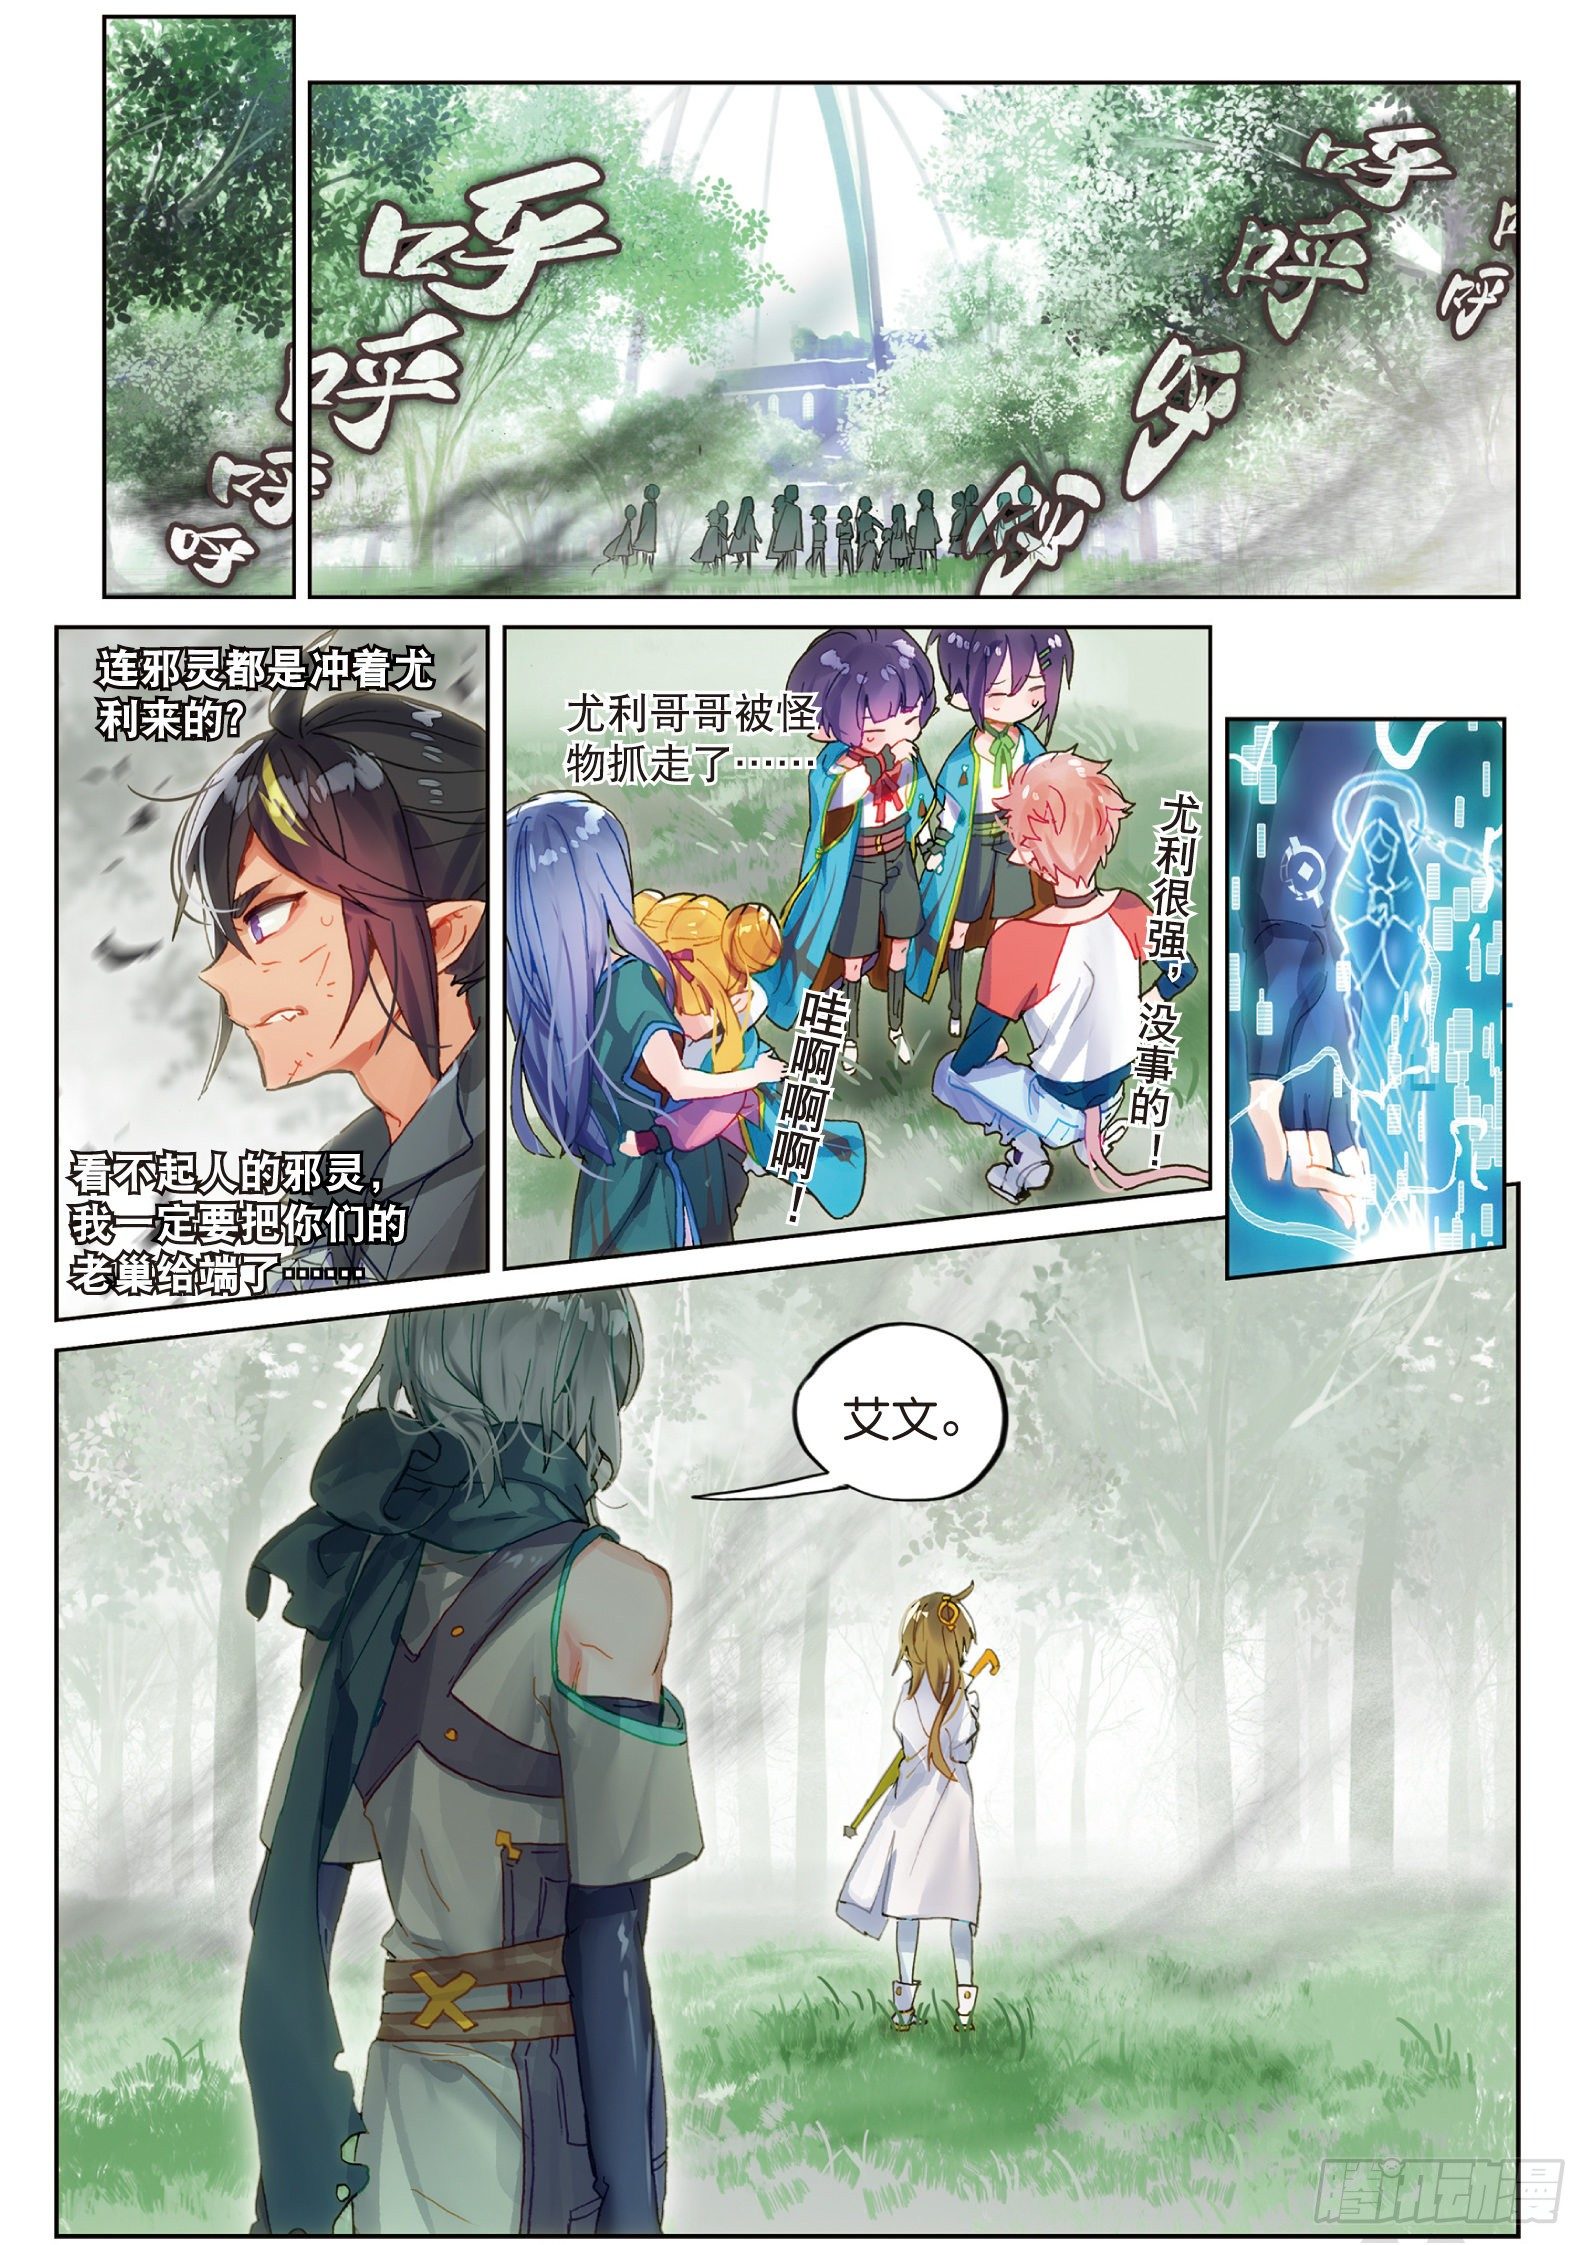 呼
呼
呼
呼
呼
呼
呼
呼
呼
连邪灵都是冲着尤
利来的？
看不起人的邪灵，
我一定要把你们的
老巢给端了……
尤利哥哥被怪
物抓走了……
哇啊啊啊！
尤利很强，
没事的！
艾文。
腾讯动漫